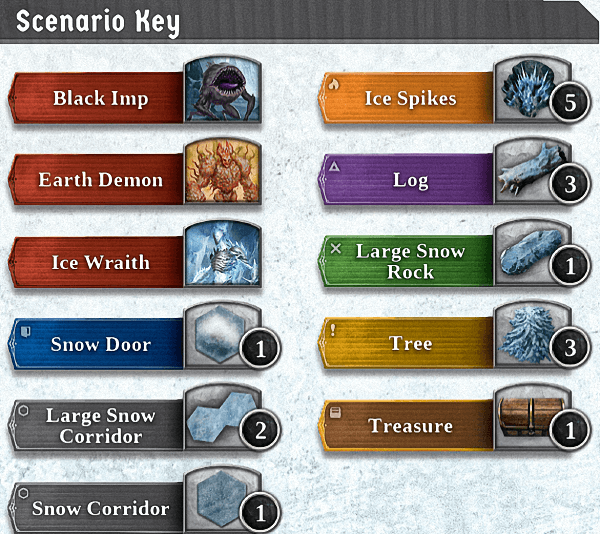 Scenario Key
Black Imp
Earth Demon
Ice Wraith
Snow Door
1
Large Snow
Corridor
2
Snow Corridor
1
Ice Spikes
5
Log
3
Large Snow
Rock
1
Tree
3
Treasure
1